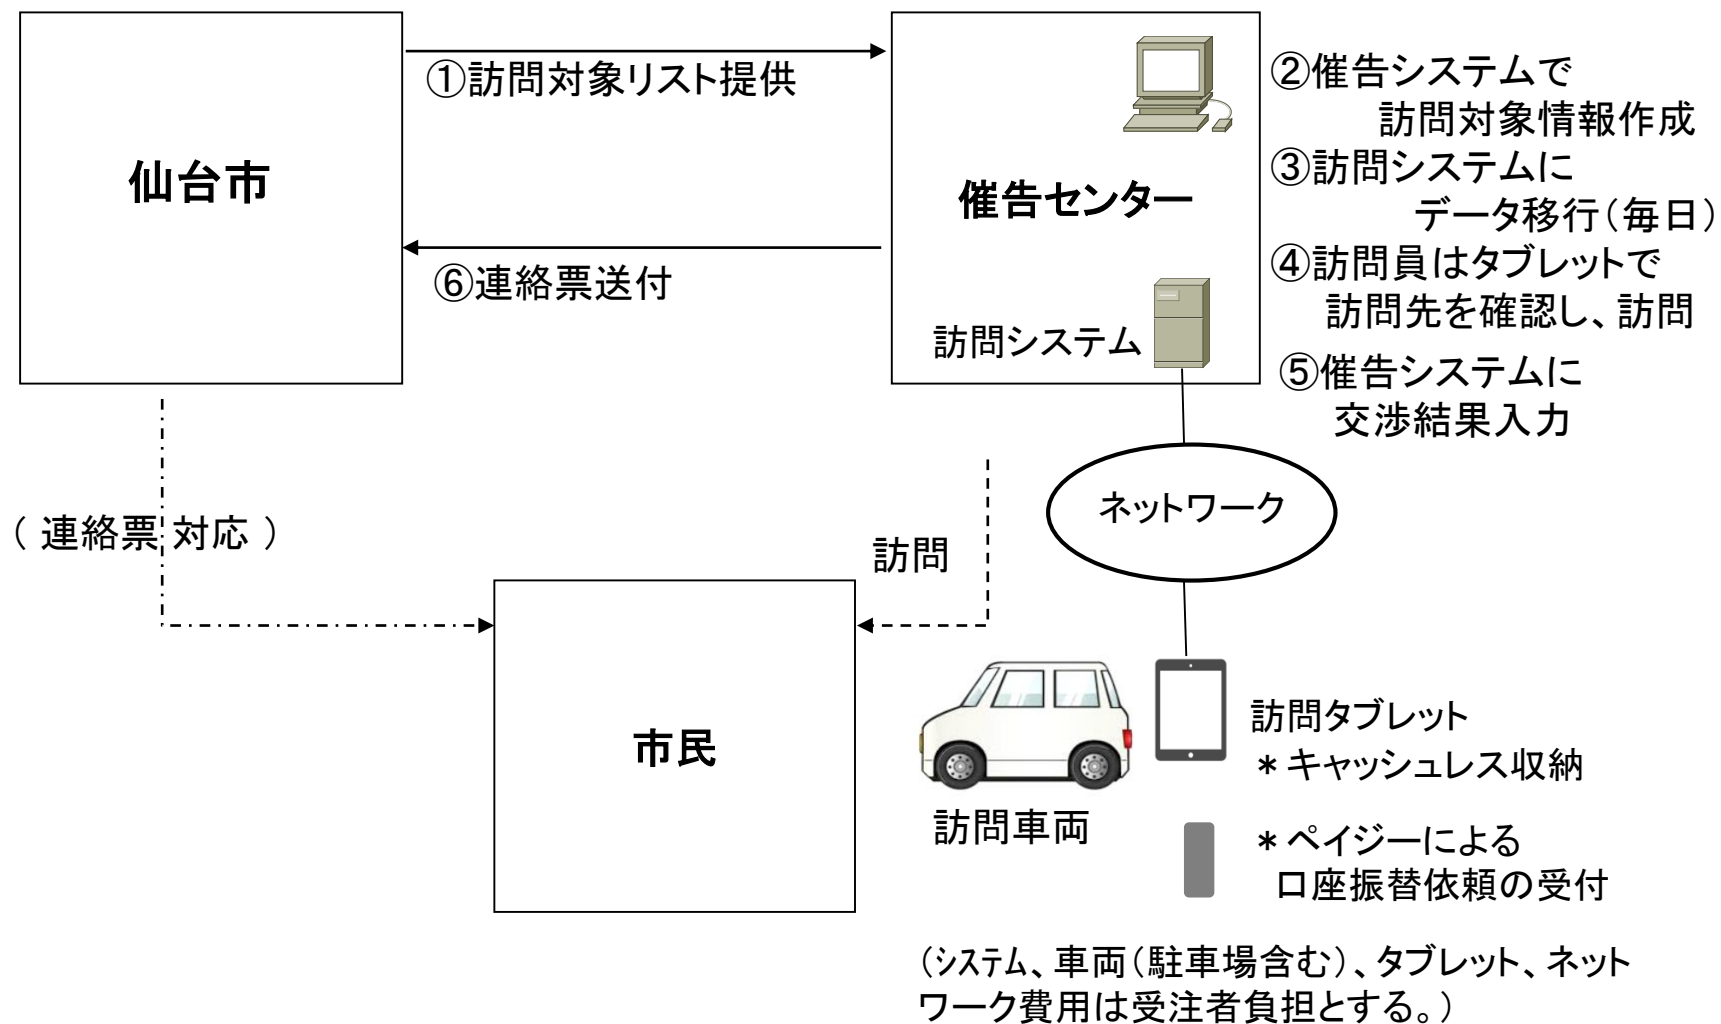 ①訪問対象リスト提供
仙台市
催告センター
⑥連絡票送付
訪問システム
②催告システムで
訪問対象情報作成
③訪問システムに
データ移行（毎日）
④訪問員はタブレットで
訪問先を確認し、訪問
⑤催告システムに
交渉結果入力
ネットワーク
（ 連絡票 対応 ）
訪問
市民
訪問車両
訪問タブレット
＊キャッシュレス収納
＊ペイジーによる
口座振替依頼の受付
（システム、車両（駐車場含む）、タブレット、ネット
ワーク費用は受注者負担とする。）